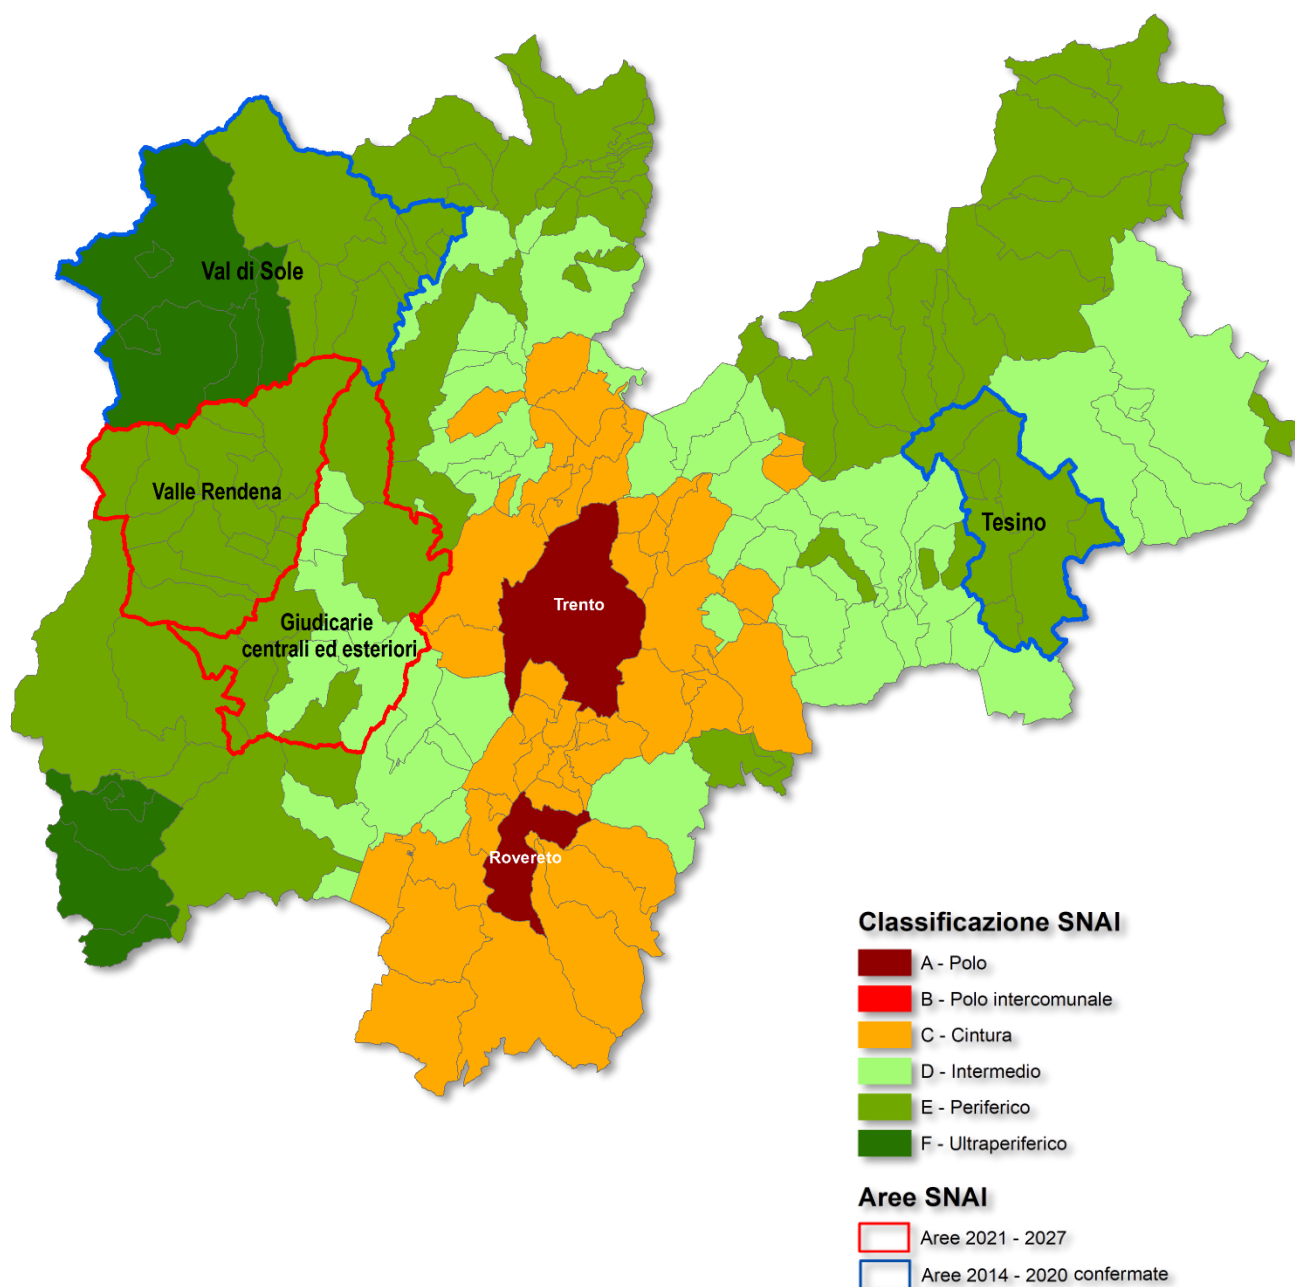 Val di Sole
Valle Rendena
Tesino
Trento
Giudicarie
centrali ed esteriori
Rovereto
Classificazione SNAI
A - Polo
B - Polo intercomunale
C - Cintura
D - Intermedio
E - Periferico
F - Ultraperiferico
Aree SNAI
Aree 2021 - 2027
Aree 2014 - 2020 confermate